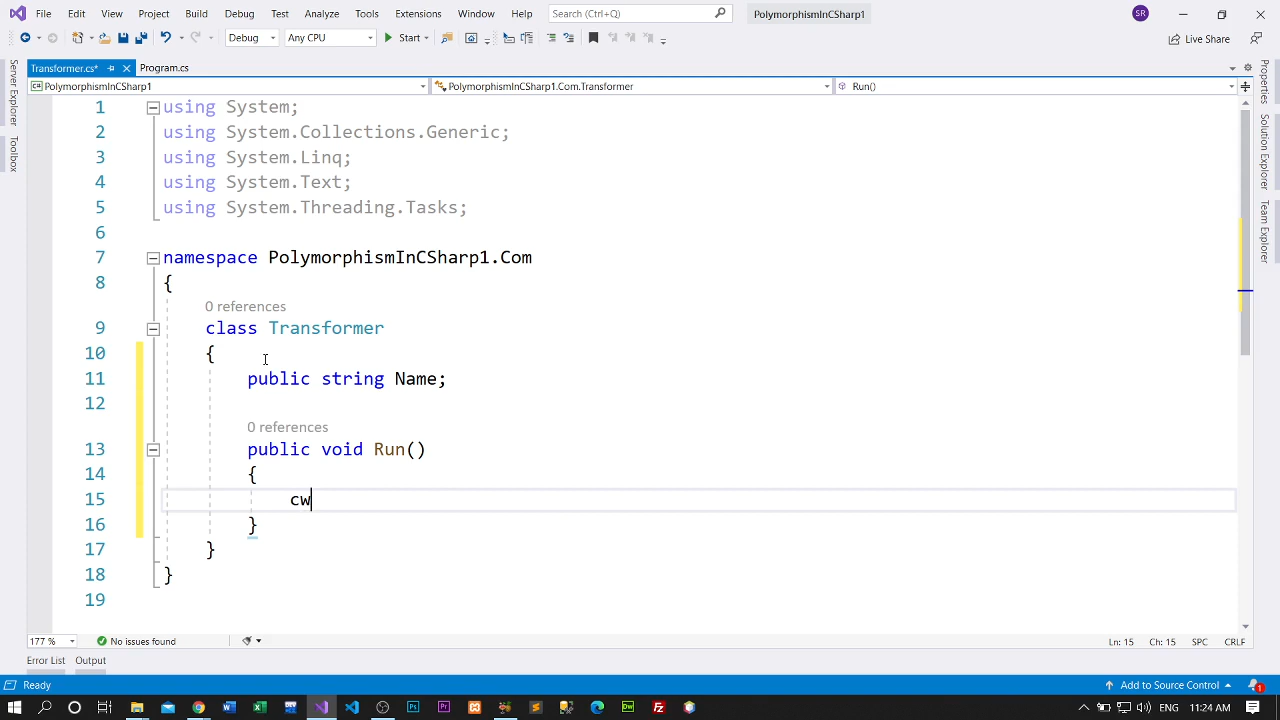 File Edit View Project Build Debug Test Analyze Tools Extensions Window Help Search (Ctrl+Q) PolymorphismInCSharp1 SR
Debug Any CPU Start Live Share
Transformer.cs* Program.cs
PolymorphismInCSharp1 PolymorphismInCSharp1.Com.Transformer Run()
Server Explorer
Toolbox
Properties
Solution Explorer
Team Explorer
1 using System;
2 using System.Collections.Generic;
3 using System.Linq;
4 using System.Text;
5 using System.Threading.Tasks;
6
7 namespace PolymorphismInCSharp1.Com
8 {
0 references
9 class Transformer
10 {
11 public string Name;
12
0 references
13 public void Run()
14 {
15 cw
16 }
17 }
18 }
19
177 % No issues found Ln: 15 Ch: 15 SPC CRLF
Error List Output
Ready Add to Source Control 1
W Ps Pr Dw ENG 11:24 AM